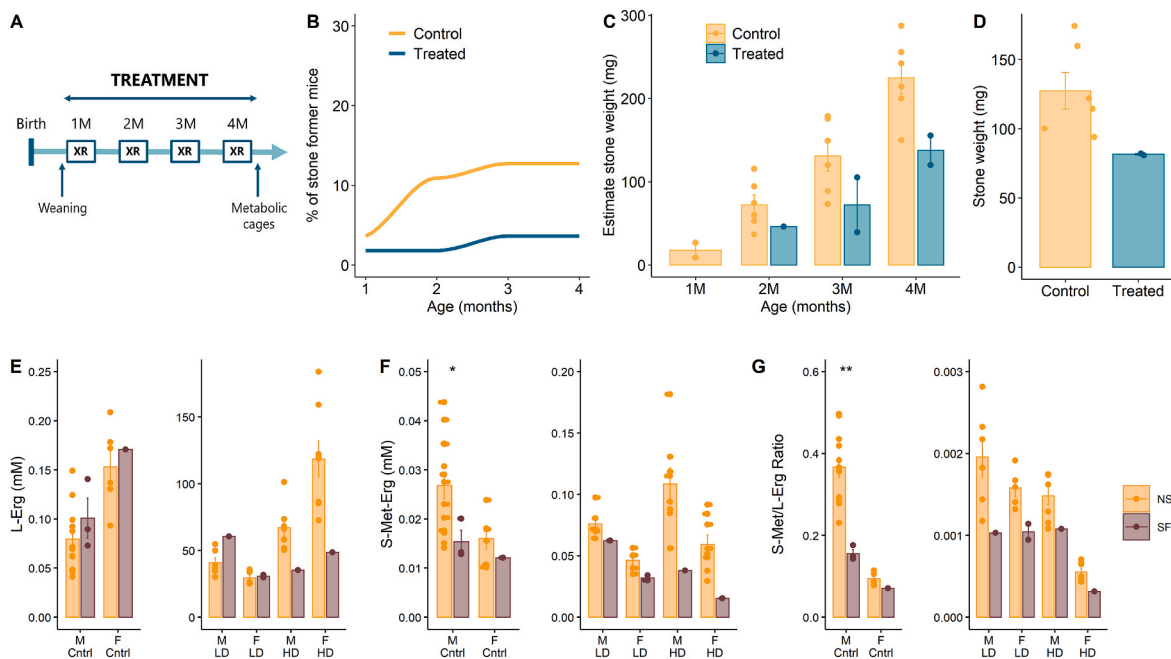 A
TREATMENT
Birth
1M 2M 3M 4M
XR XR XR XR
Weaning
Metabolic
cages
B
% of stone former mice
30
20
10
0
Control
Treated
1 2 3 4
Age (months)
C
Estimate stone weight (mg)
300
200
100
0
Control
Treated
1M 2M 3M 4M
Age (months)
D
Stone weight (mg)
150
100
50
0
Control Treated
E
L-Erg (mM)
0.25
0.20
0.15
0.10
0.05
0.00
M F
Cntrl Cntrl
150
100
50
0
M F M F
LD LD HD HD
F
S-Met-Erg (mM)
*
0.05
0.04
0.03
0.02
0.01
0.00
M F
Cntrl Cntrl
0.20
0.15
0.10
0.05
0.00
M F M F
LD LD HD HD
G
S-Met/L-Erg Ratio
**
0.6
0.4
0.2
0.0
M F
Cntrl Cntrl
0.003
0.002
0.001
0.000
M F M F
LD LD HD HD
NS
SF